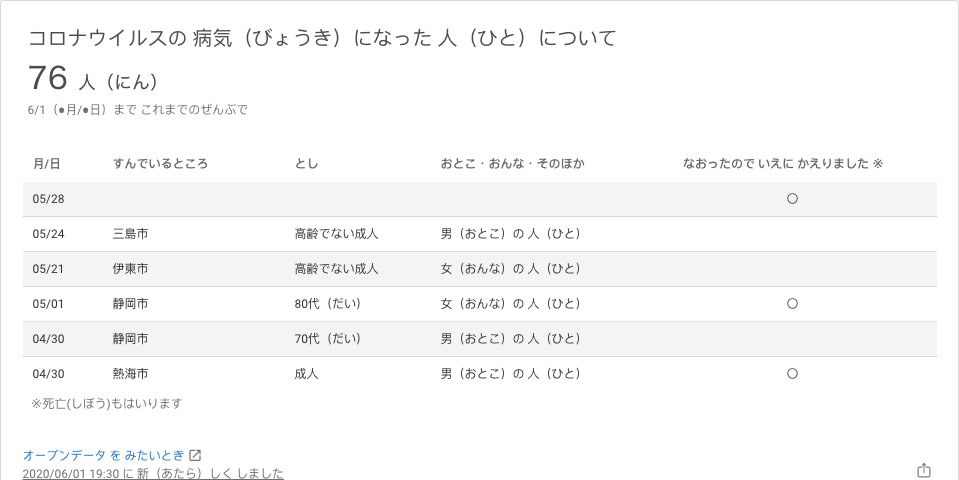 コロナウイルスの 病気（びょうき）になった 人（ひと）について
76 人（にん）
6/1（●月/●日）まで これまでのぜんぶで
月/日 すんでいるところ とし おとこ・おんな・そのほか なおったので いえに かえりました ※
05/28 〇
05/24 三島市 高齢でない成人 男（おとこ）の 人（ひと）
05/21 伊東市 高齢でない成人 女（おんな）の 人（ひと）
05/01 静岡市 80代（だい） 女（おんな）の 人（ひと） 〇
04/30 静岡市 70代（だい） 男（おとこ）の 人（ひと）
04/30 熱海市 成人 男（おとこ）の 人（ひと） 〇
※死亡(しぼう)もはいります
オープンデータ を みたいとき
2020/06/01 19:30 に 新（あたら）しく しました